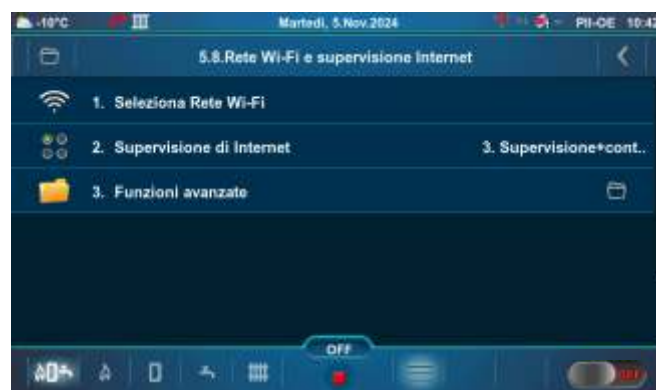 -10°C Martedì, 5.Nov.2024 PII-OE 10:42
5.8.Rete Wi-Fi e supervisione Internet
1. Seleziona Rete Wi-Fi
2. Supervisione di Internet 3. Supervisione+cont..
3. Funzioni avanzate
OFF
OFF